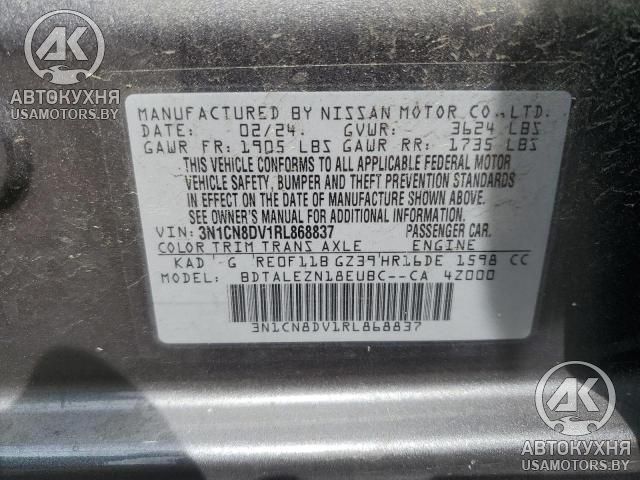 АК
АВТОКУХНЯ
USAMOTORS.BY
MANUFACTURED BY NISSAN MOTOR CO., LTD.
DATE: 02/24 GVWR: 3624 LBS
GAWR FR: 1905 LBS GAWR RR: 1735 LBS
THIS VEHICLE CONFORMS TO ALL APPLICABLE FEDERAL MOTOR
VEHICLE SAFETY, BUMPER AND THEFT PREVENTION STANDARDS
IN EFFECT ON THE DATE OF MANUFACTURE SHOWN ABOVE.
SEE OWNER'S MANUAL FOR ADDITIONAL INFORMATION.
VIN: 3N1CN8DV1RL868837 PASSENGER CAR.
COLOR TRIM TRANS AXLE ENGINE
KAD G RE0F11B GZ39 HR16DE 1598 CC
MODEL: BDTALEZN18EUBC--CA 4Z000
3N1CN8DV1RL868837
АК
АВТОКУХНЯ
USAMOTORS.BY